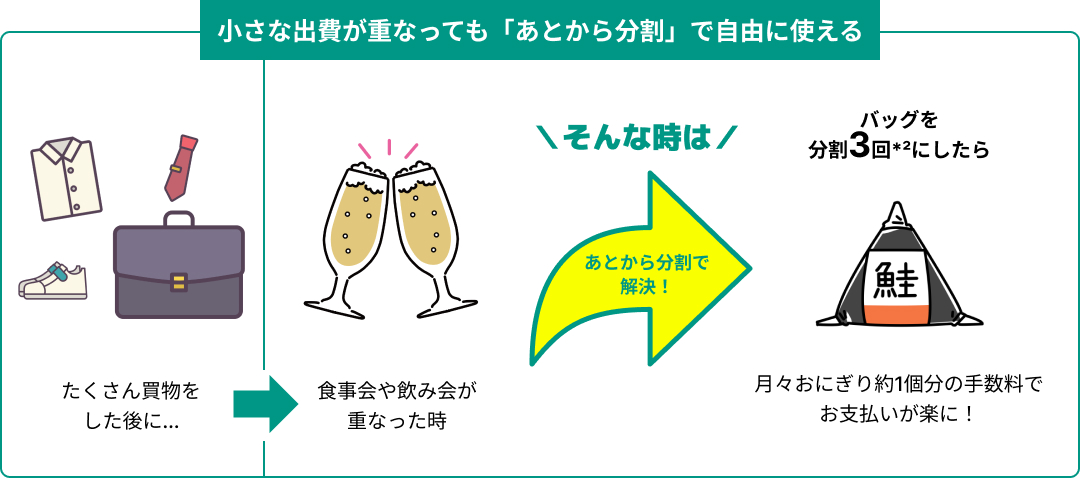 小さな出費が重なっても「あとから分割」で自由に使える
たくさん買物を
した後に...
食事会や飲み会が
重なった時
\そんな時は/
あとから分割で
解決！
バッグを
分割3回*2にしたら
鮭
月々おにぎり約1個分の手数料で
お支払いが楽に！